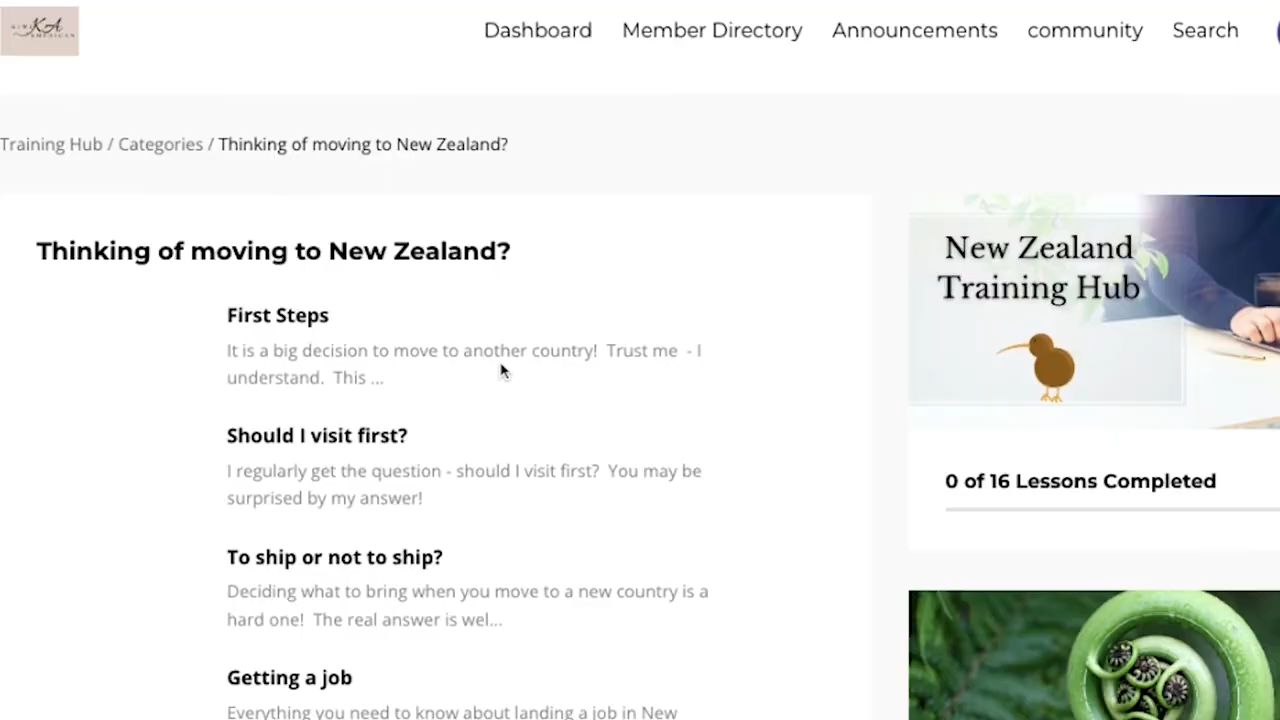 KA
AMERICAN
Dashboard Member Directory Announcements community Search
Training Hub / Categories / Thinking of moving to New Zealand?
Thinking of moving to New Zealand?
First Steps
It is a big decision to move to another country!  Trust me  - I
understand.  This ...
Should I visit first?
I regularly get the question - should I visit first?  You may be
surprised by my answer!
To ship or not to ship?
Deciding what to bring when you move to a new country is a
hard one!  The real answer is wel...
Getting a job
Everything you need to know about landing a job in New
New Zealand
Training Hub
0 of 16 Lessons Completed